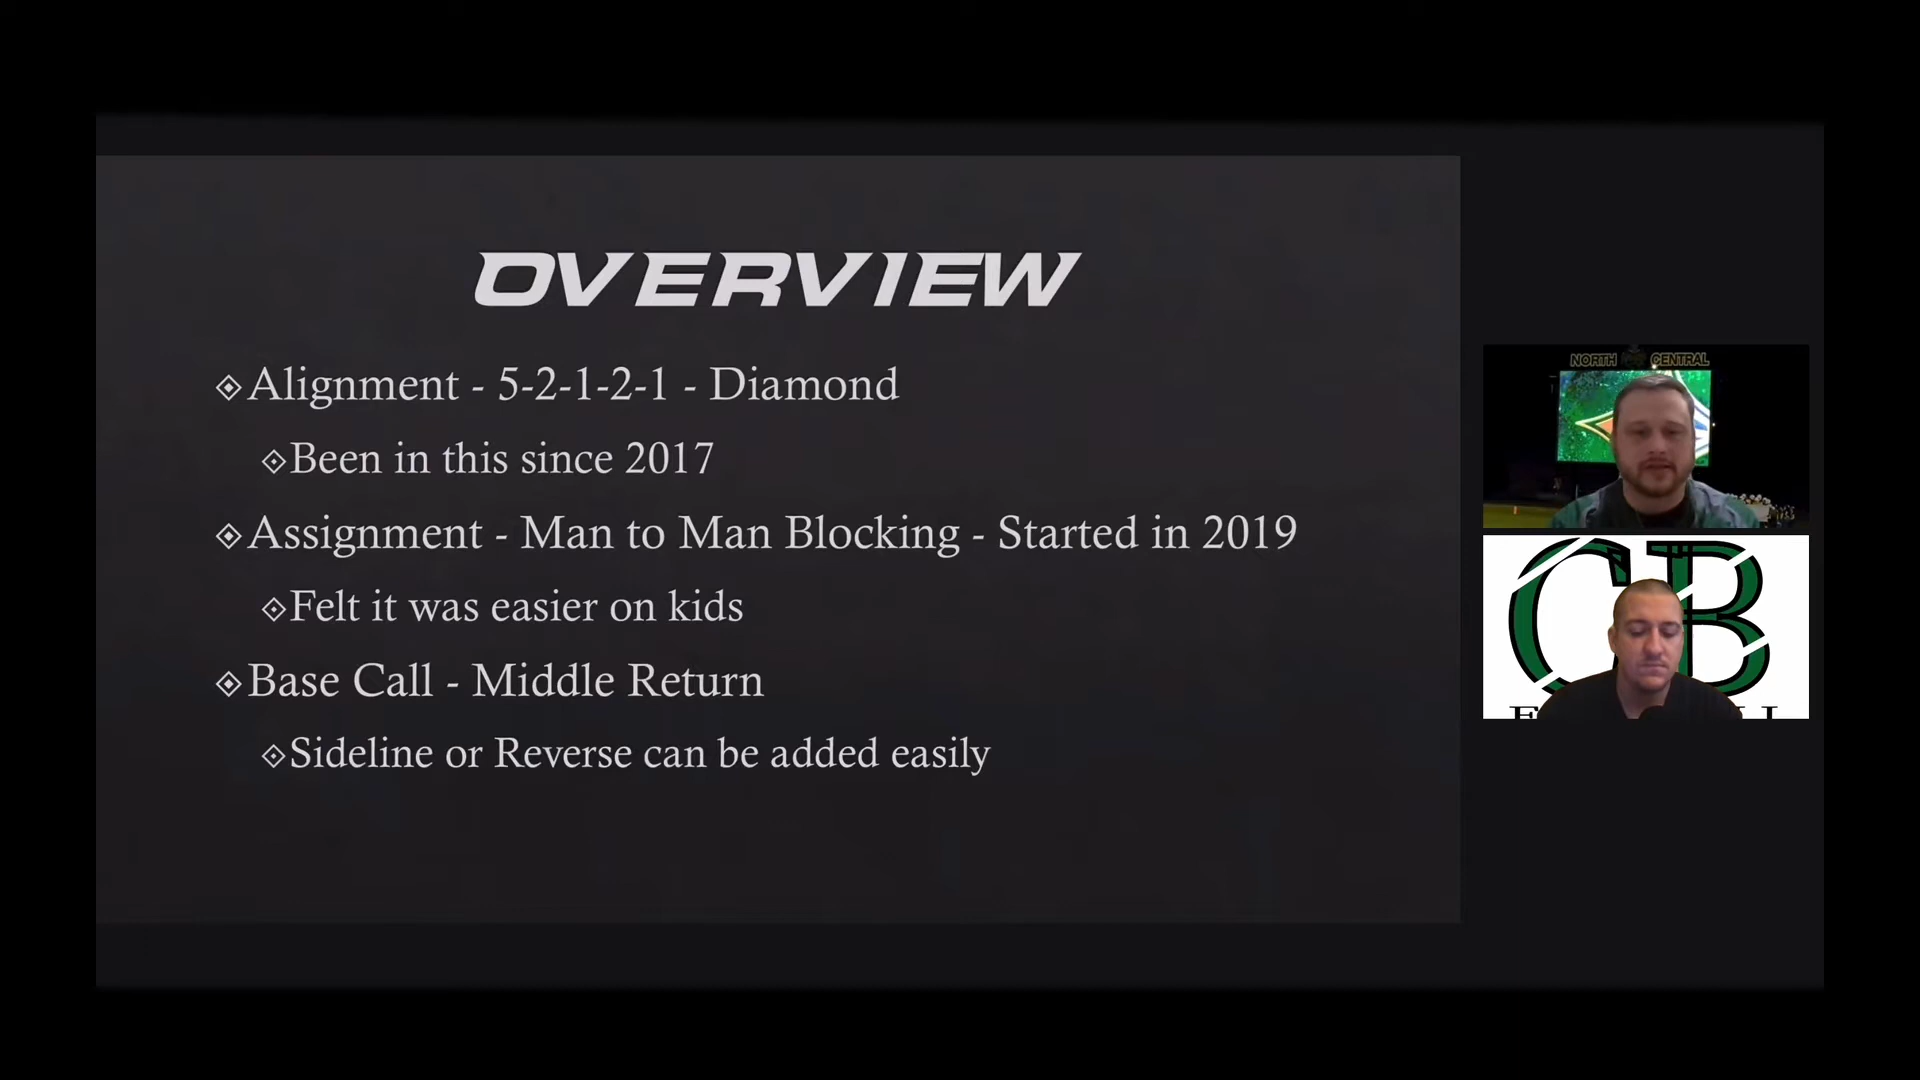 OVERVIEW
Alignment - 5-2-1-2-1 - Diamond
Been in this since 2017
Assignment - Man to Man Blocking - Started in 2019
Felt it was easier on kids
Base Call - Middle Return
Sideline or Reverse can be added easily
NORTH CENTRAL
CB